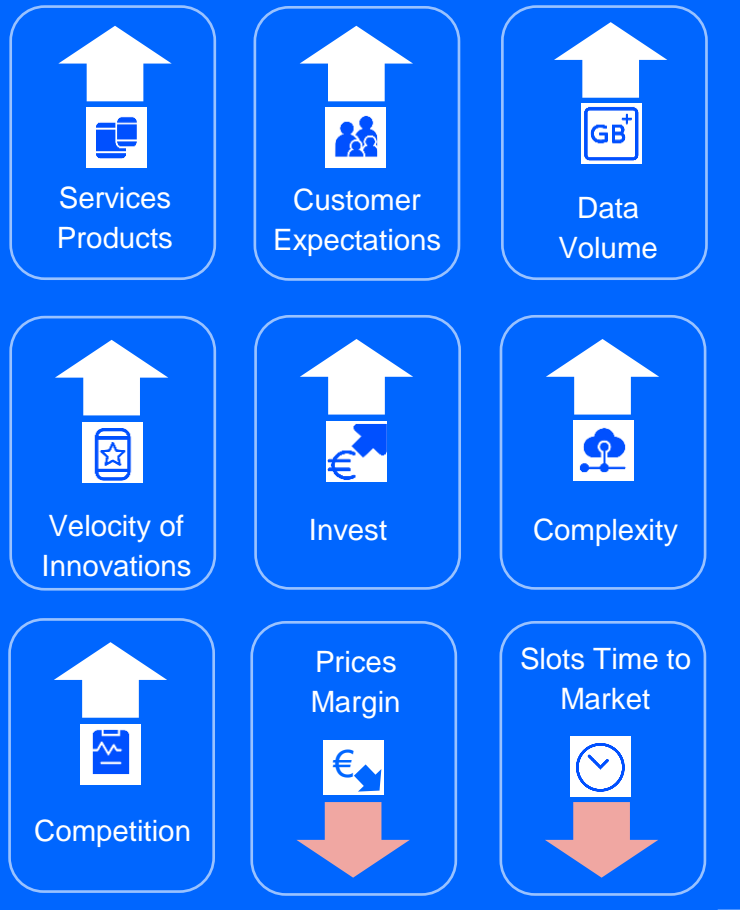 Services
Products
Customer
Expectations
GB+
Data
Volume
Velocity of
Innovations
€
Invest
Complexity
Competition
Prices
Margin
€
Slots Time to
Market